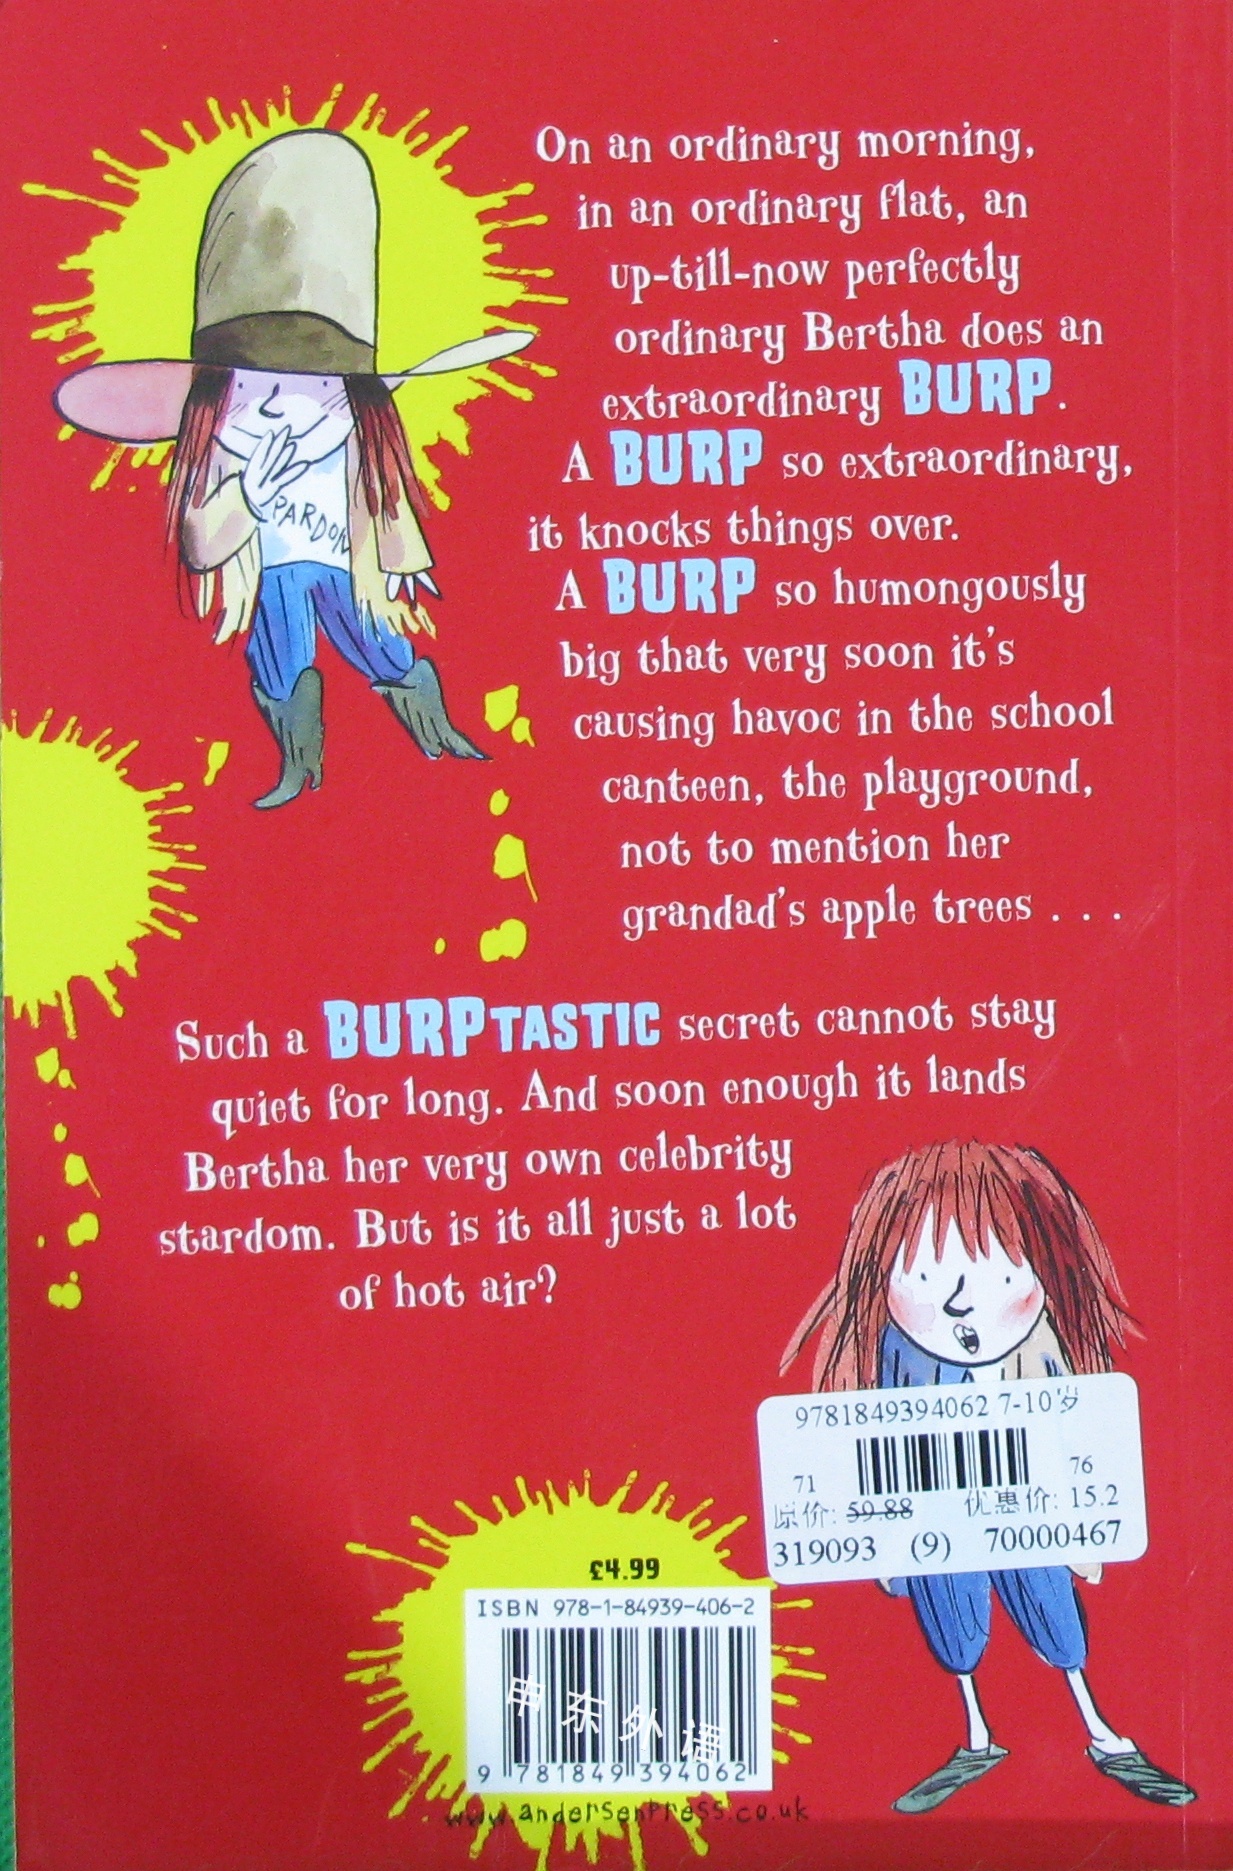 On an ordinary morning,
in an ordinary flat, an
up-till-now perfectly
ordinary Bertha does an
extraordinary BURP.
A BURP so extraordinary,
it knocks things over.
A BURP so humongously
big that very soon it's
causing havoc in the school
canteen, the playground,
not to mention her
grandad's apple trees . . .
PARDON
Such a BURPTASTIC secret cannot stay
quiet for long. And soon enough it lands
Bertha her very own celebrity
stardom. But is it all just a lot
of hot air?
9781849394062 7-10岁
71 76
原价: 59.88 优惠价: 15.2
319093 (9) 70000467
£4.99
ISBN 978-1-84939-406-2
申东外语
9 781849 394062
www.andersenpress.co.uk